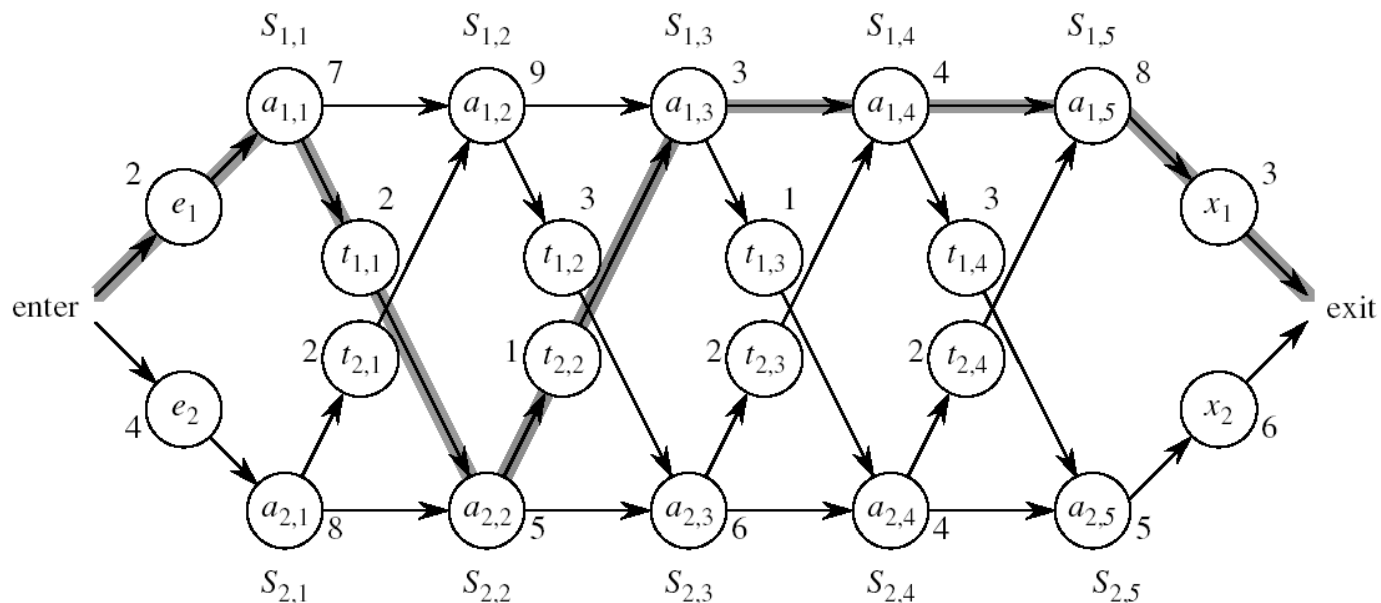 S1,1 S1,2 S1,3 S1,4 S1,5
7 9 3 4 8
a1,1 a1,2 a1,3 a1,4 a1,5
2 3
e1 x1
2 3 1 3
t1,1 t1,2 t1,3 t1,4
enter exit
2 t2,1 1 t2,2 2 t2,3 2 t2,4
e2 x2
4 6
a2,1 a2,2 a2,3 a2,4 a2,5
8 5 6 4 5
S2,1 S2,2 S2,3 S2,4 S2,5